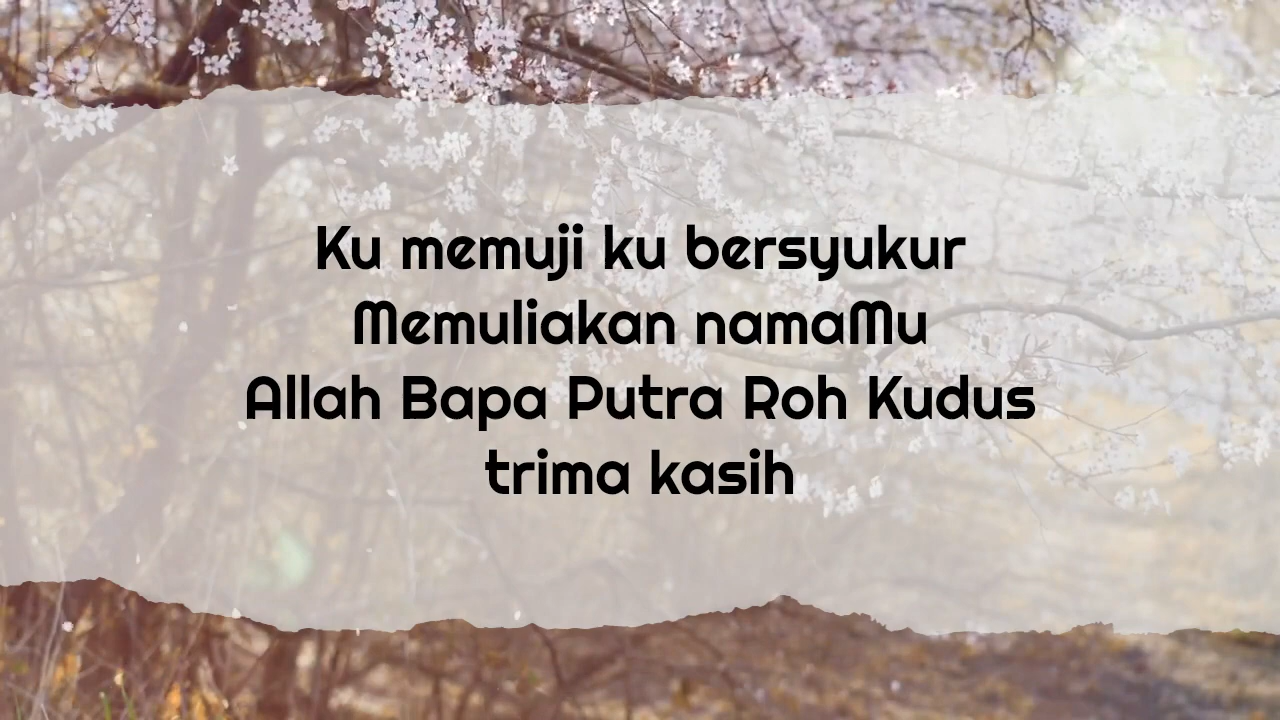 Ku memuji ku bersyukur
Memuliakan namaMu
Allah Bapa Putra Roh Kudus
trima kasih